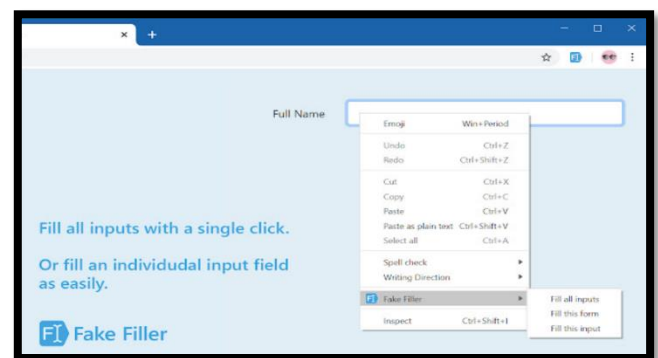 Full Name
Emoji Win+Period
Undo Ctrl+Z
Redo Ctrl+Shift+Z
Cut Ctrl+X
Copy Ctrl+C
Paste Ctrl+V
Paste as plain text Ctrl+Shift+V
Select all Ctrl+A
Spell check
Writing Direction
FI Fake Filler
Inspect Ctrl+Shift+I
Fill all inputs
Fill this form
Fill this input
Fill all inputs with a single click.
Or fill an individudal input field
as easily.
FI Fake Filler